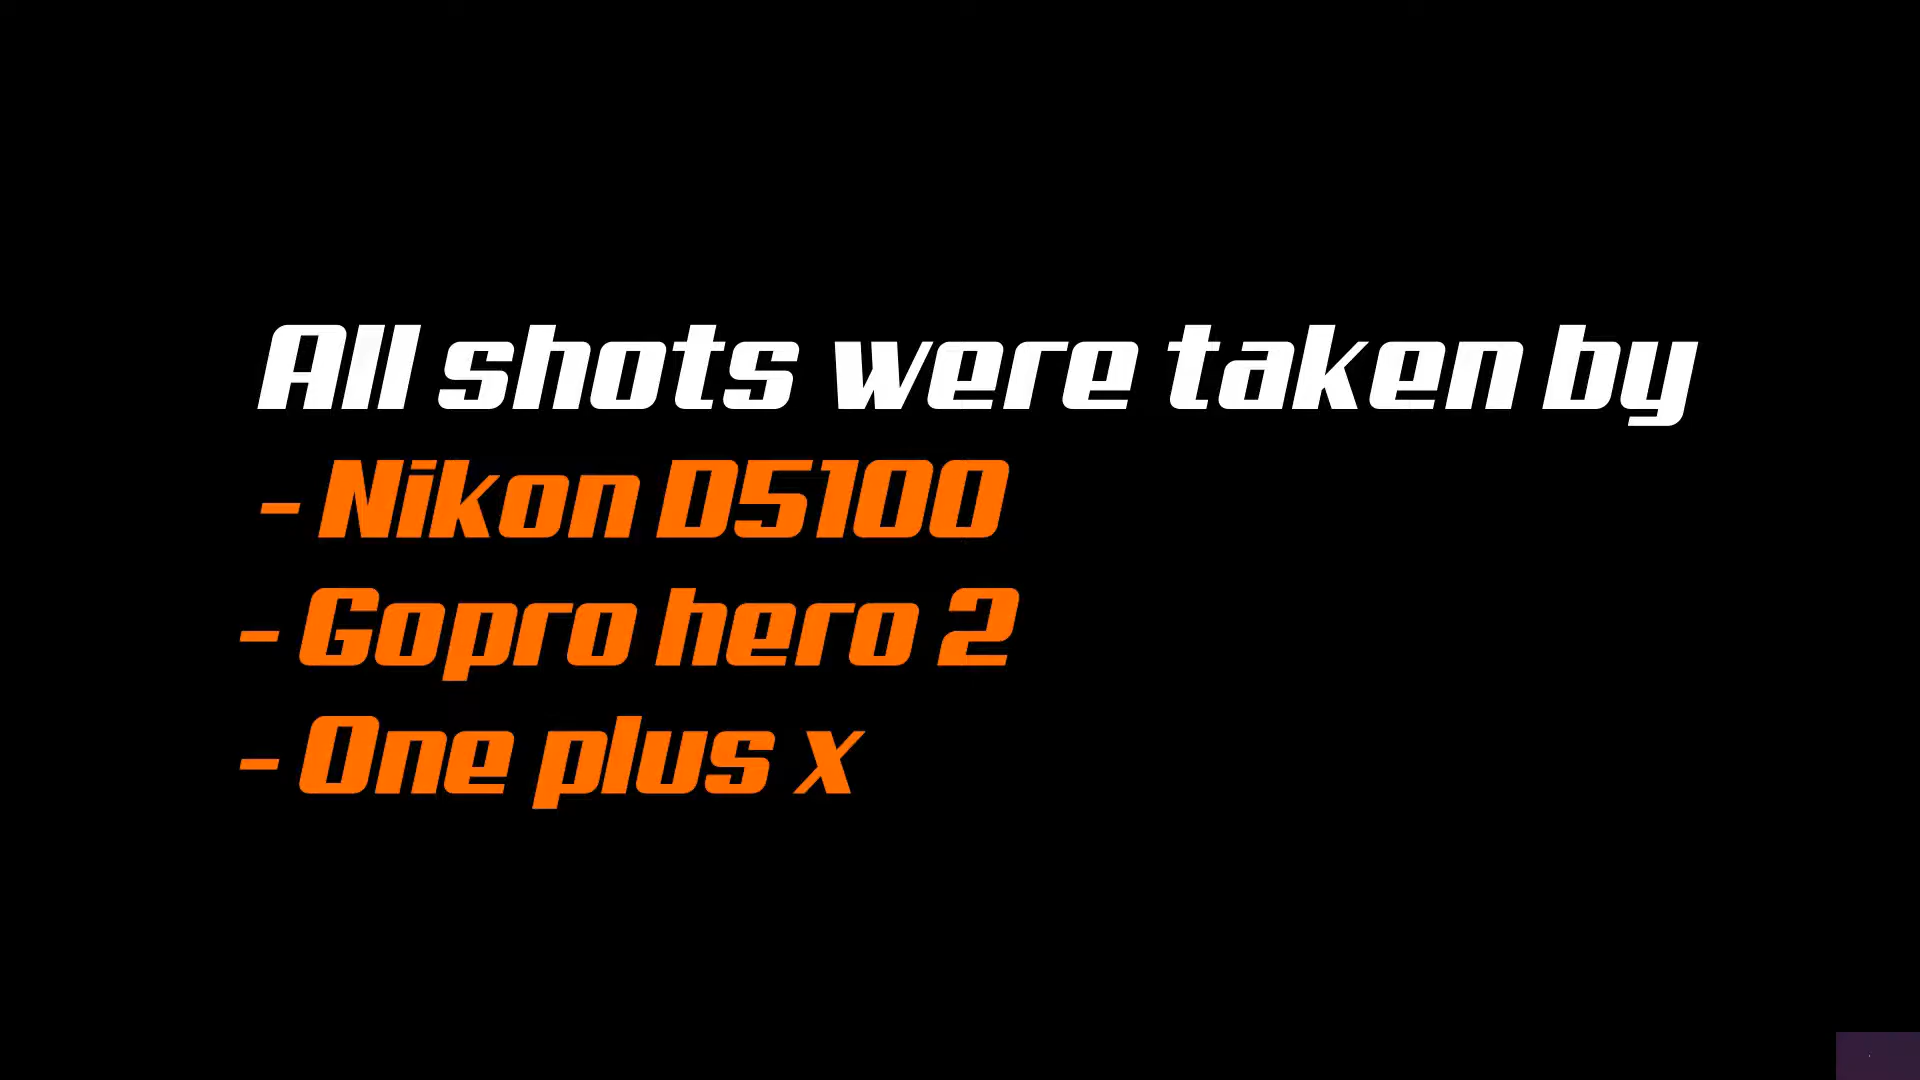 All shots were taken by
- Nikon D5100
- Gopro hero 2
- One plus x